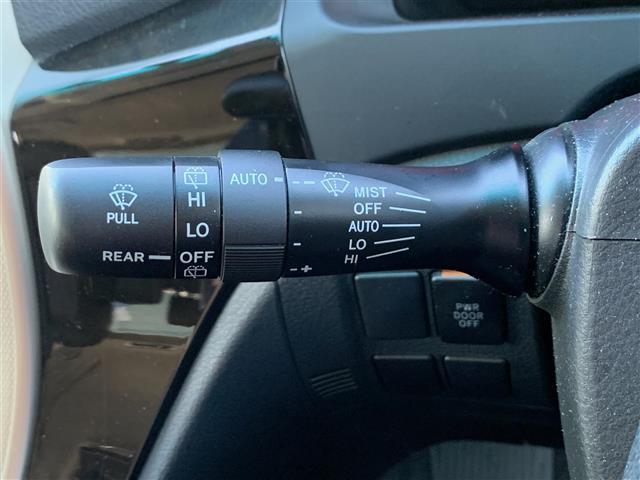 PULL
REAR
HI
LO
OFF
AUTO
- +
MIST
OFF
AUTO
LO
HI
PWR
DOOR
OFF